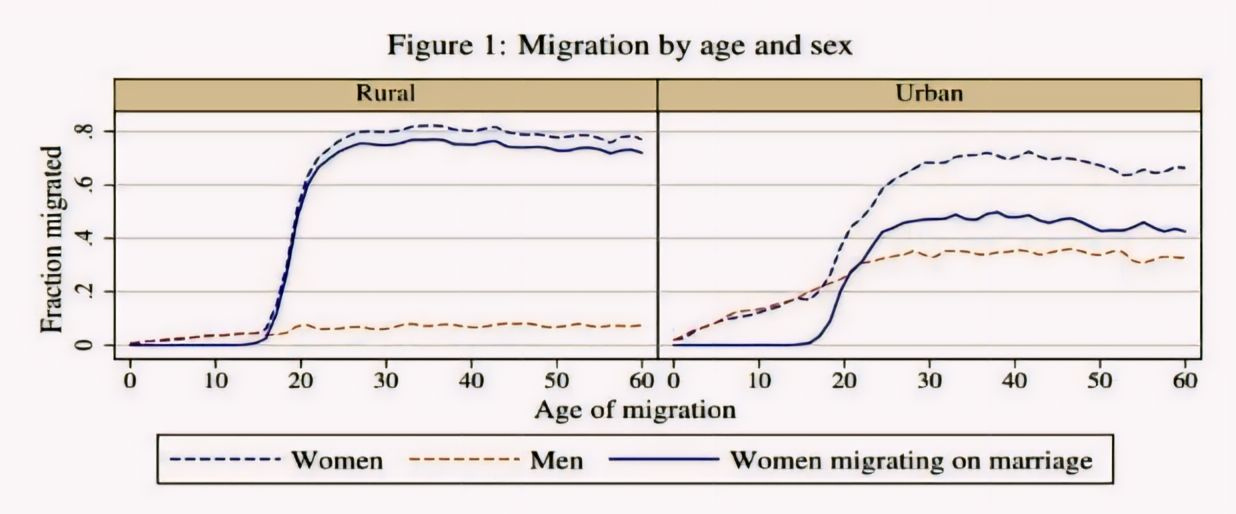 Figure 1: Migration by age and sex
Rural Urban
Fraction migrated
.8
.6
.4
.2
0
0 10 20 30 40 50 60 0 10 20 30 40 50 60
Age of migration
Women Men Women migrating on marriage